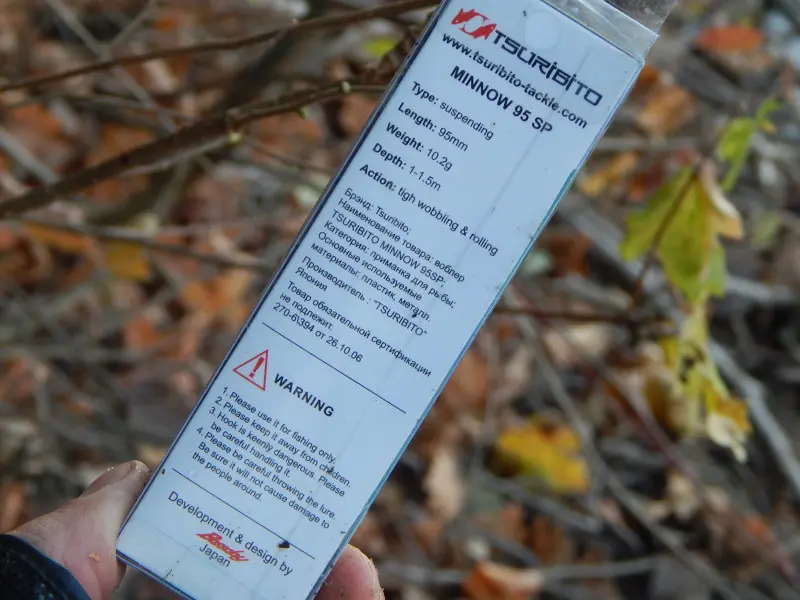 TSURIBITO
www.tsuribito-tackle.com
MINNOW 95 SP
Type: suspending
Length: 95mm
Weight: 10.2g
Depth: 1-1.5m
Action: tigh wobbling & rolling
Брэнд: Tsuribito;
Наименование товара: воблер
TSURIBITO MINNOW 95SP;
Категория: приманка для рыбы;
Основные используемые
материалы: пластик, металл.
Производитель.: "TSURIBITO"
Япония
Товар обязательной сертификации
не подлежит.
270-6\394 от 26.10.06
WARNING
1. Please use it for fishing only.
2. Please keep it away from children.
3. Hook is keenly dangerous. Please
be careful handling it.
4. Please be careful throwing the lure.
Be sure it will not cause damage to
the people around.
Development & design by
Japan